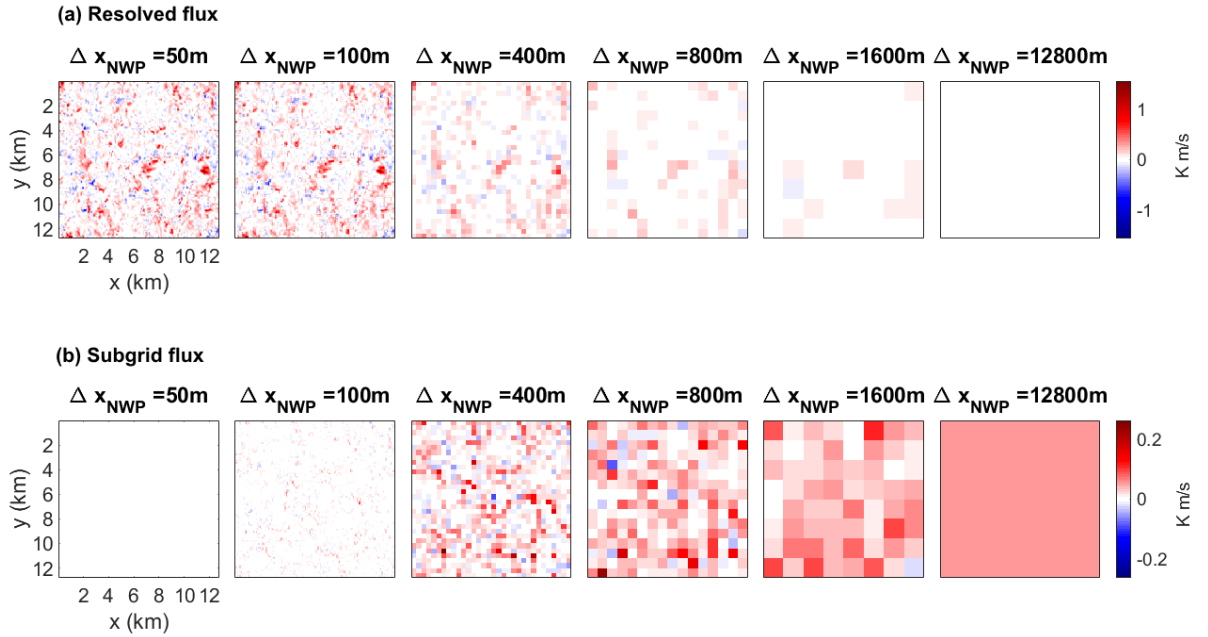 (a) Resolved flux
Δ x_NWP =50m Δ x_NWP =100m Δ x_NWP =400m Δ x_NWP =800m Δ x_NWP =1600m Δ x_NWP =12800m
2
4
6
8
10
12
y (km)
2 4 6 8 10 12
x (km)
1
0
-1
K m/s
(b) Subgrid flux
Δ x_NWP =50m Δ x_NWP =100m Δ x_NWP =400m Δ x_NWP =800m Δ x_NWP =1600m Δ x_NWP =12800m
2
4
6
8
10
12
y (km)
2 4 6 8 10 12
x (km)
0.2
0
-0.2
K m/s